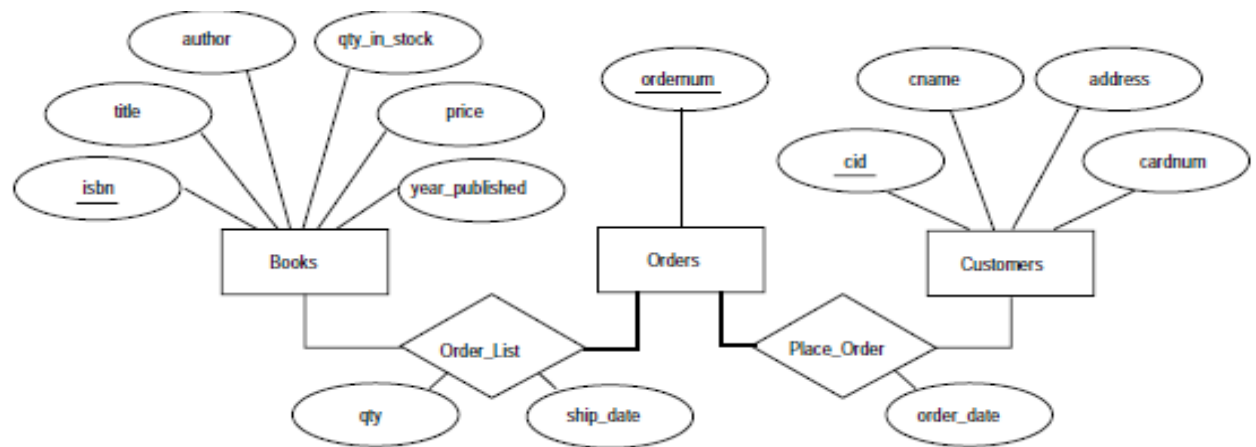 author
qty_in_stock
ordernum
cname
address
title
price
cid
cardnum
isbn
year_published
Books
Orders
Customers
Order_List
Place_Order
qty
ship_date
order_date